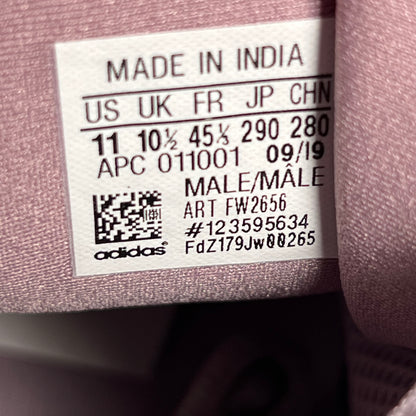 MADE IN INDIA
US UK FR JP CHN
11 10½ 45⅓ 290 280
APC 011001 09/19
MALE/MÂLE
ART FW2656
#123595634
FdZ179Jw00265
adidas